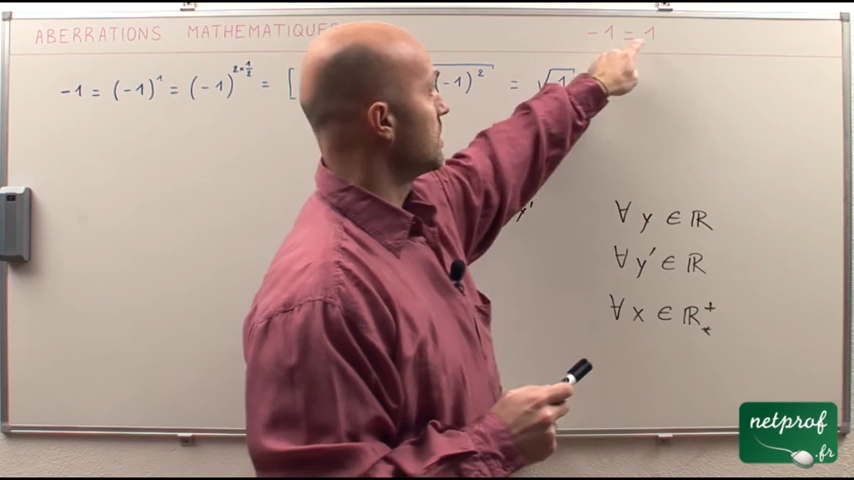 ABERRATIONS MATHEMATIQUES -1 = 1
-1 = (-1)¹ = (-1)^{2×1/2} = [ (-1)² = √1
y'
∀ y ∈ ℝ
∀ y' ∈ ℝ
∀ x ∈ ℝ⁺*
netprof
.fr